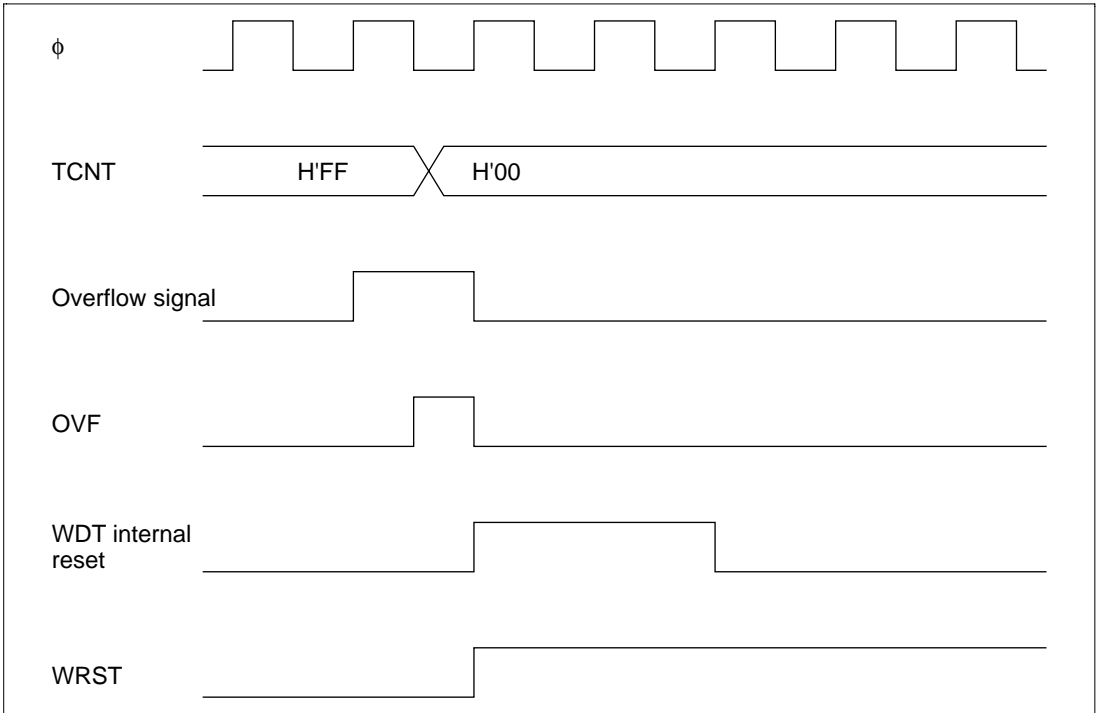 ϕ
TCNT
H'FF
H'00
Overflow signal
OVF
WDT internal
reset
WRST